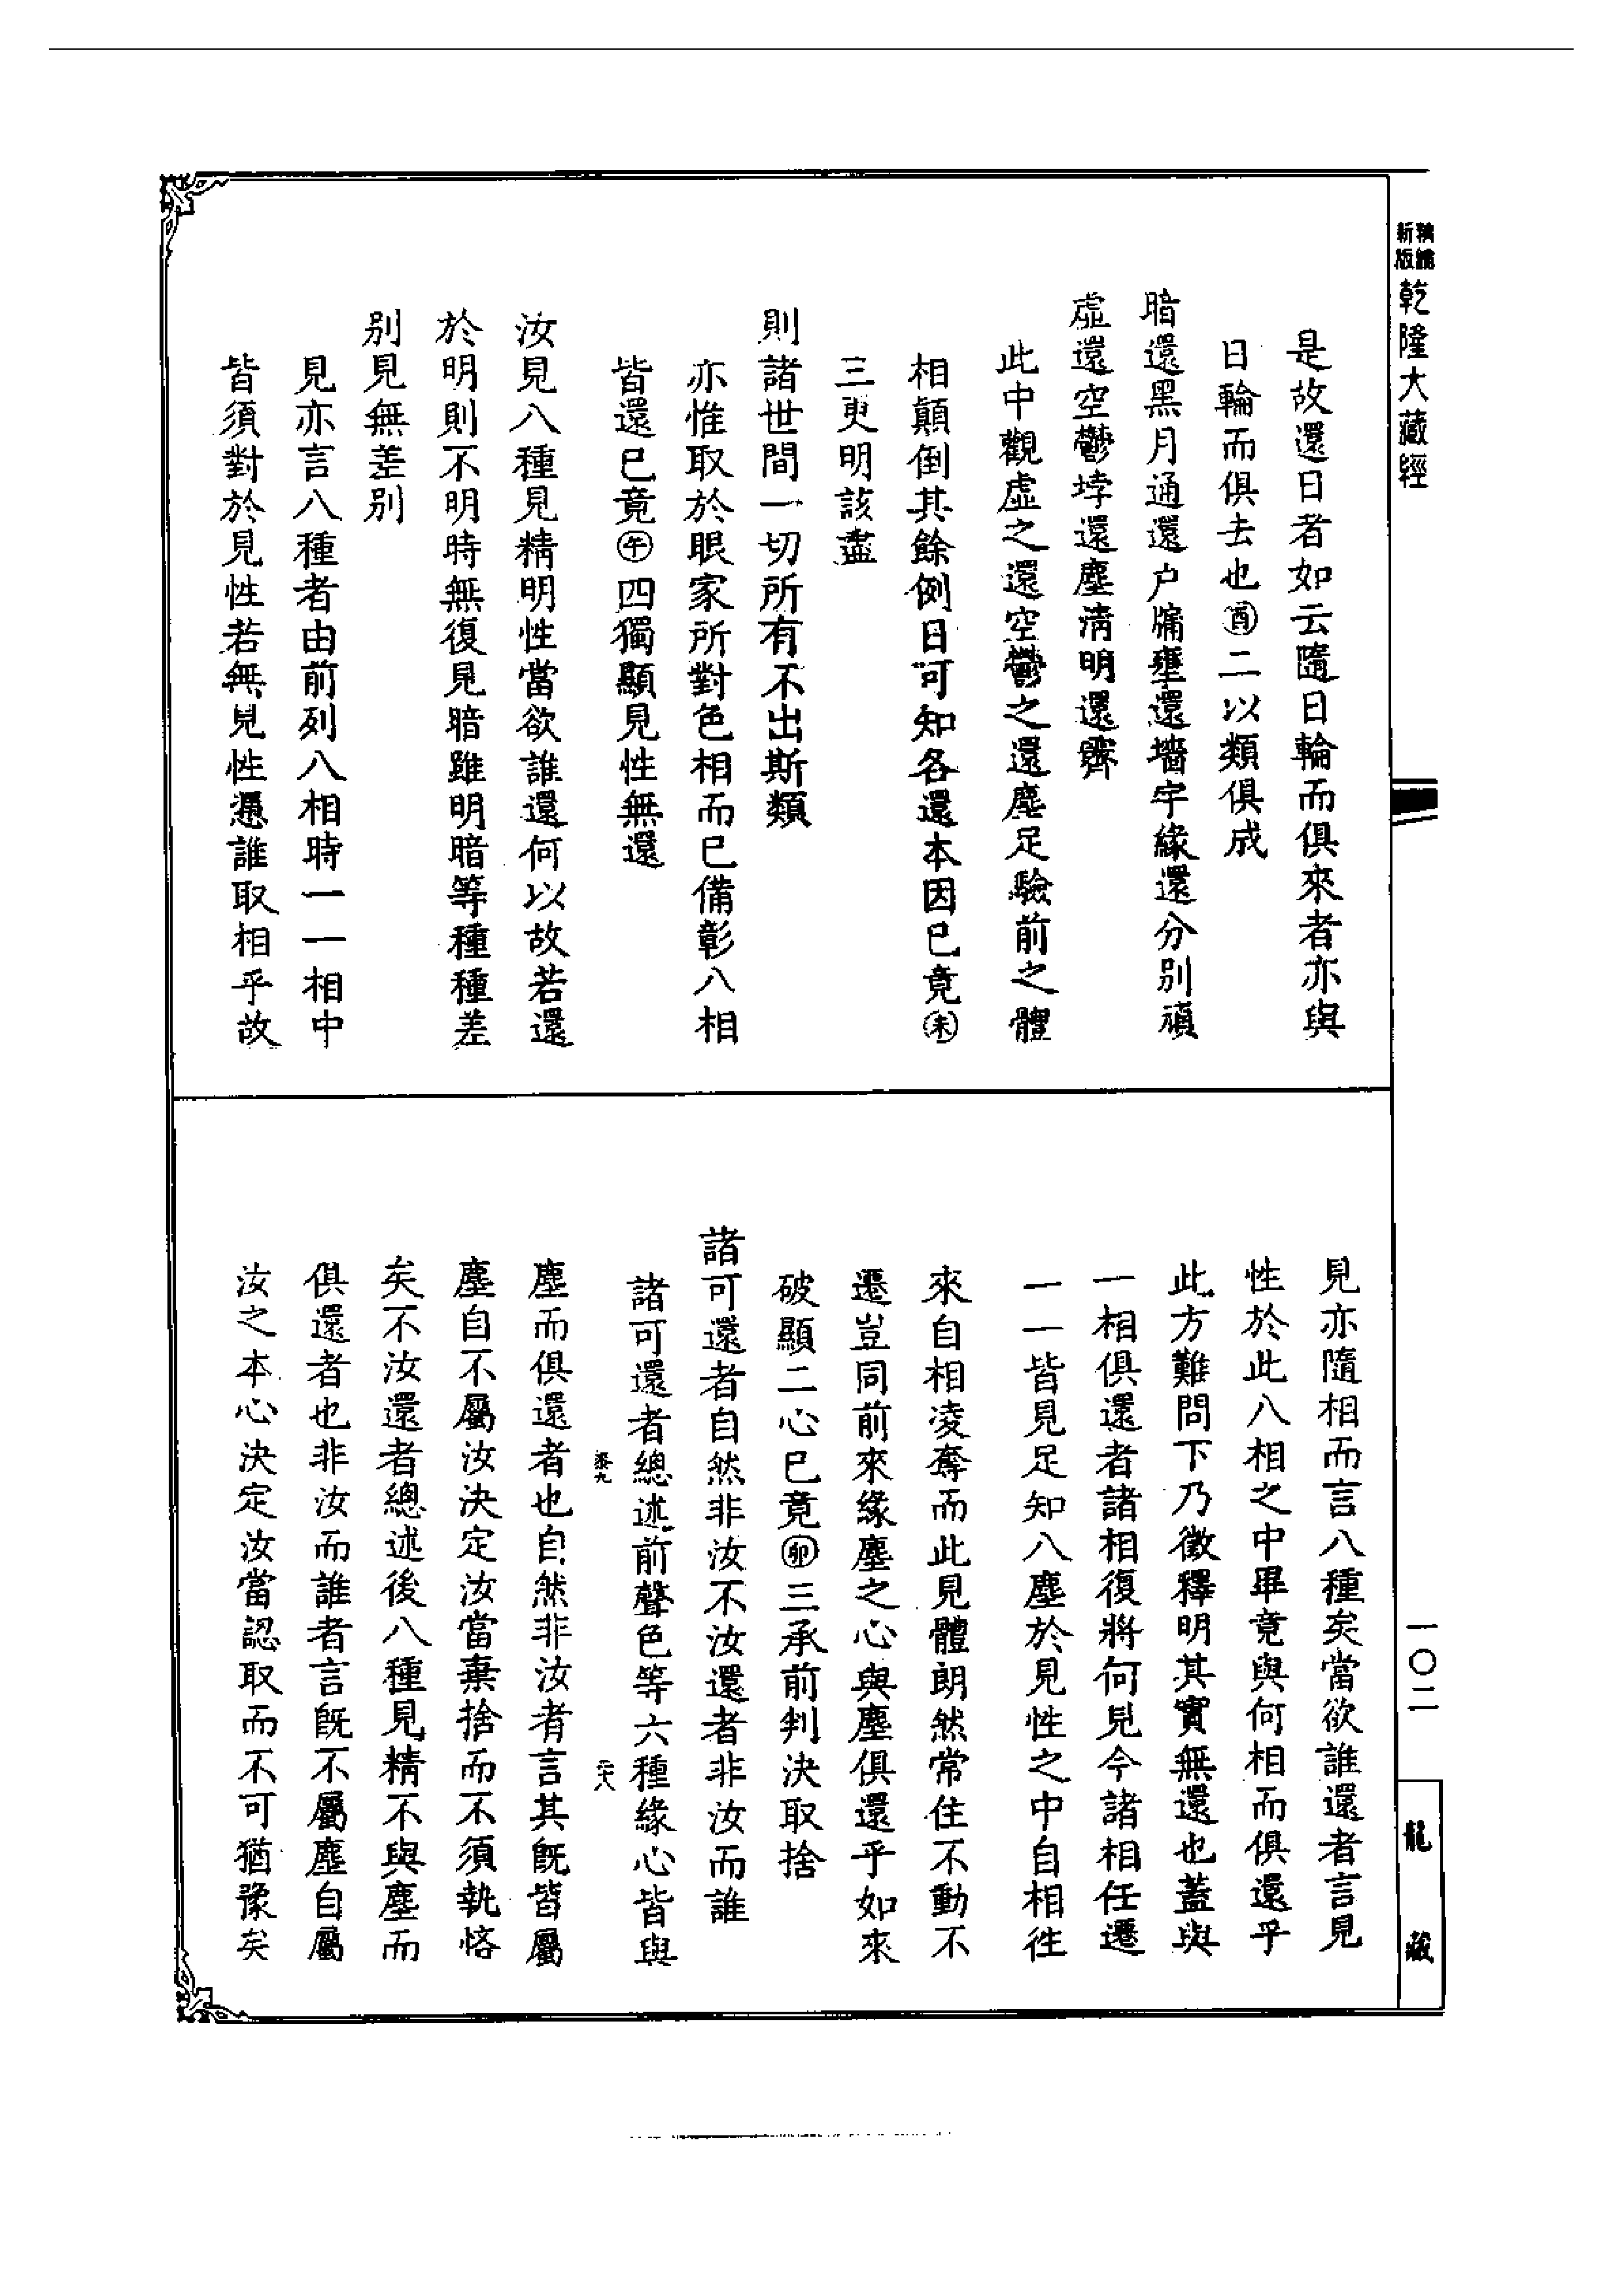 新版精縮
乾隆大藏經
是故還日者如云隨日輪而俱來者亦與
日輪而俱去也㊒酉二以類俱成
暗還黑月通還户牖壅還墻宇緣還分別頑
虛還空鬱𡋯還塵清明還霽
此中觀虛之還空鬱之還塵足驗前之體
相顛倒其餘例日可知各還本因已竟未
三更明該盡
則諸世間一切所有不出斯類
亦惟取於眼家所對色相而已備彰八相
皆還已竟午四獨顯見性無還
汝見八種見精明性當欲誰還何以故若還
於明則不明時無復見暗雖明暗等種種差
别見無差别
見亦言八種者由前列八相時一一相中
皆須對於見性若無見性憑誰取相乎故
見亦隨相而言八種矣當欲誰還者言見
性於此八相之中畢竟與何相而俱還乎
此方難問下乃徵釋明其實無還也蓋與
一相俱還者諸相復將何見今諸相任遷
一一皆見足知八塵於見性之中自相往
來自相凌奪而此見體朗然常住不動不
遷豈同前來緣塵之心與塵俱還乎如來
破顯二心已竟卯三承前判決取捨
諸可還者自然非汝不汝還者非汝而誰
諸可還者總述前聲色等六種緣心皆與
塵而俱還者也自然非汝者言其旣皆屬
塵自不屬汝決定汝當棄捨而不須執悋
矣不汝還者總述後八種見精不與塵而
俱還者也非汝而誰者言旣不屬塵自屬
汝之本心決定汝當認取而不可猶豫矣
一〇二
龍藏